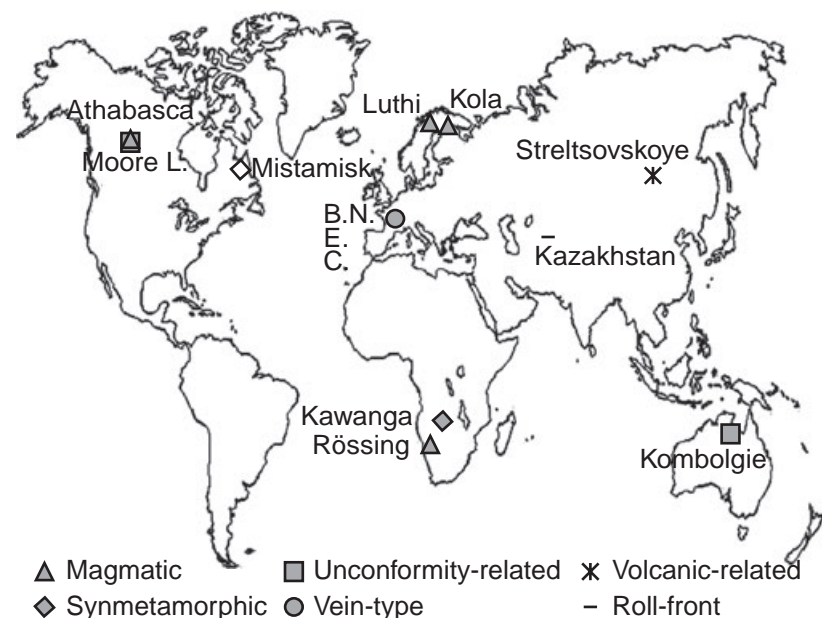 Athabasca
Moore L.
Mistamisk
Luthi
Kola
Streltsovskoye
B.N.
E.
C.
Kazakhstan
Kawanga
Rössing
Kombolgie
Magmatic
Unconformity-related
Volcanic-related
Synmetamorphic
Vein-type
Roll-front